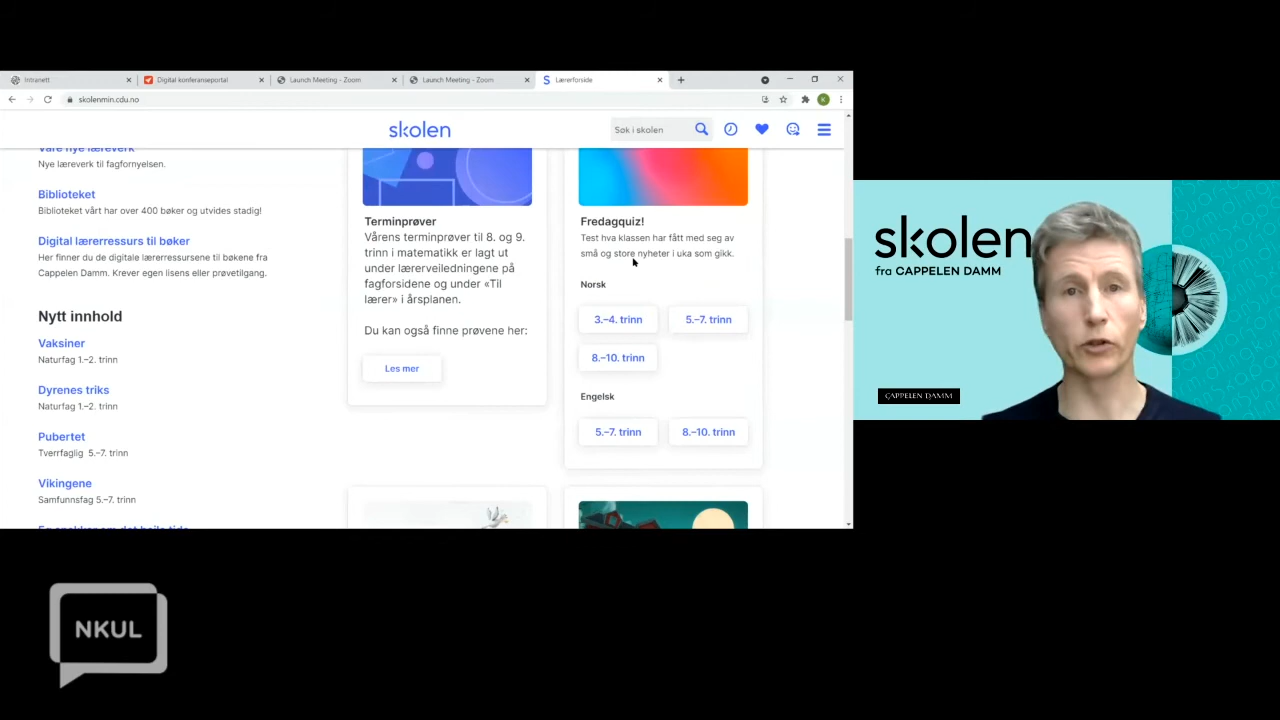 Intranett
Digital konferanseportal
Launch Meeting - Zoom
Launch Meeting - Zoom
Lærerforside
skolenmin.cdu.no
K
skolen
Søk i skolen
Våre nye læreverk
Nye læreverk til fagfornyelsen.
Biblioteket
Biblioteket vårt har over 400 bøker og utvides stadig!
Digital lærerressurs til bøker
Her finner du de digitale lærerressursene til bøkene fra
Cappelen Damm. Krever egen lisens eller prøvetilgang.
Nytt innhold
Vaksiner
Naturfag 1.–2. trinn
Dyrenes triks
Naturfag 1.–2. trinn
Pubertet
Tverrfaglig 5.–7. trinn
Vikingene
Samfunnsfag 5.–7. trinn
Terminprøver
Vårens terminprøver til 8. og 9.
trinn i matematikk er lagt ut
under lærerveiledningene på
fagforsidene og under «Til
lærer» i årsplanen.
Du kan også finne prøvene her:
Les mer
Fredagquiz!
Test hva klassen har fått med seg av
små og store nyheter i uka som gikk.
Norsk
3.–4. trinn
5.–7. trinn
8.–10. trinn
Engelsk
5.–7. trinn
8.–10. trinn
skolen
fra CAPPELEN DAMM
CAPPELEN DAMM
NKUL